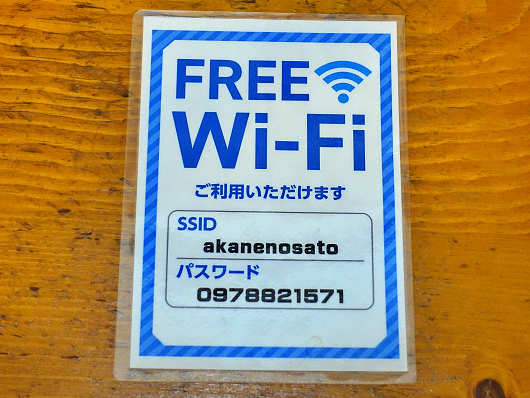 FREE
Wi-Fi
ご利用いただけます
SSID
akanenosato
パスワード
0978821571